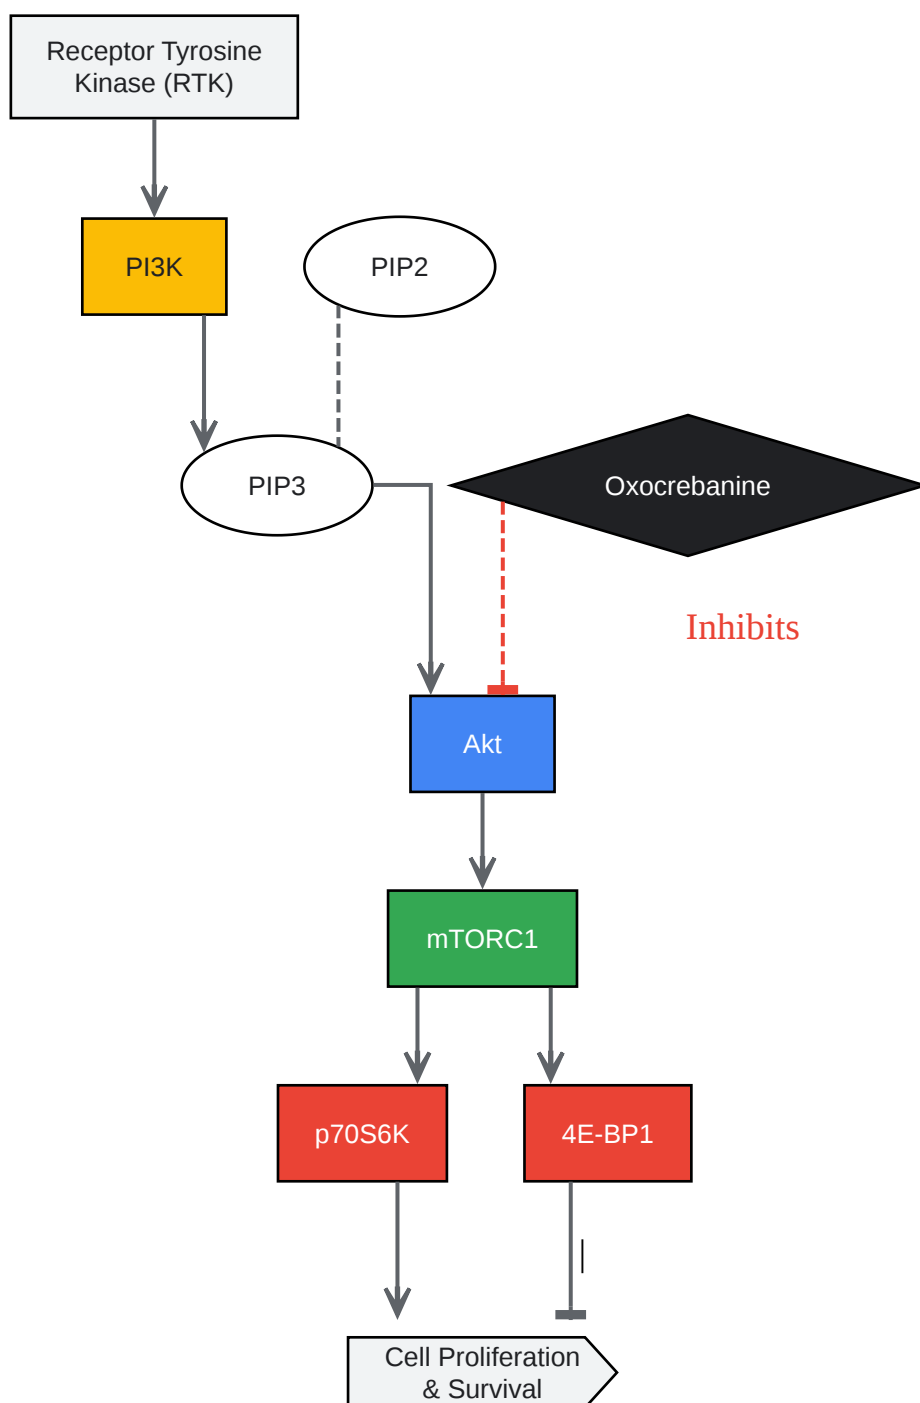 Receptor Tyrosine
Kinase (RTK)
PI3K
PIP2
PIP3
Oxocrebanine
Inhibits
Akt
mTORC1
p70S6K
4E-BP1
|
Cell Proliferation
& Survival